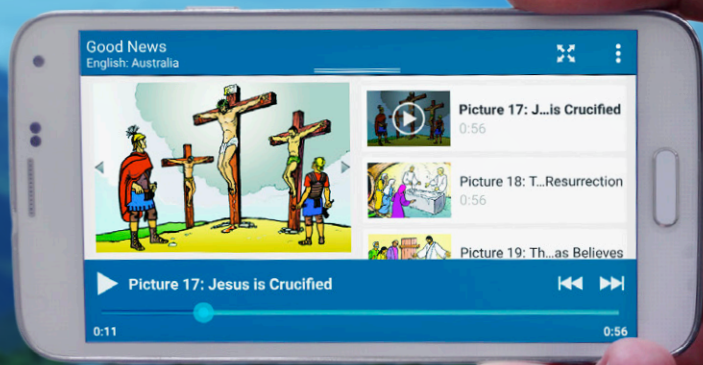 Good News
English: Australia
Picture 17: J...is Crucified
0:56
Picture 18: T...Resurrection
0:56
Picture 19: Th...as Believes
Picture 17: Jesus is Crucified
0:11
0:56